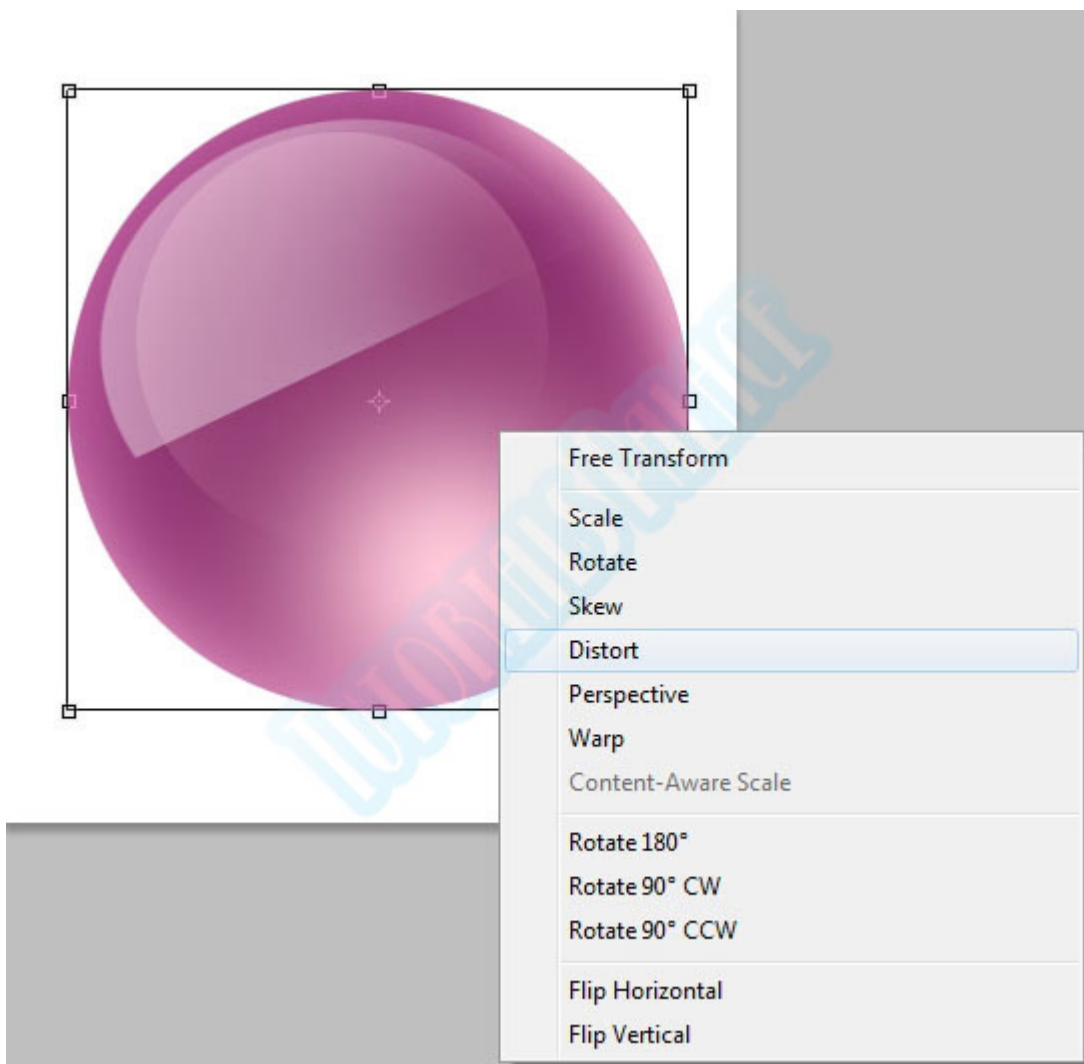 Free Transform
Scale
Rotate
Skew
Distort
Perspective
Warp
Content-Aware Scale
Rotate 180°
Rotate 90° CW
Rotate 90° CCW
Flip Horizontal
Flip Vertical